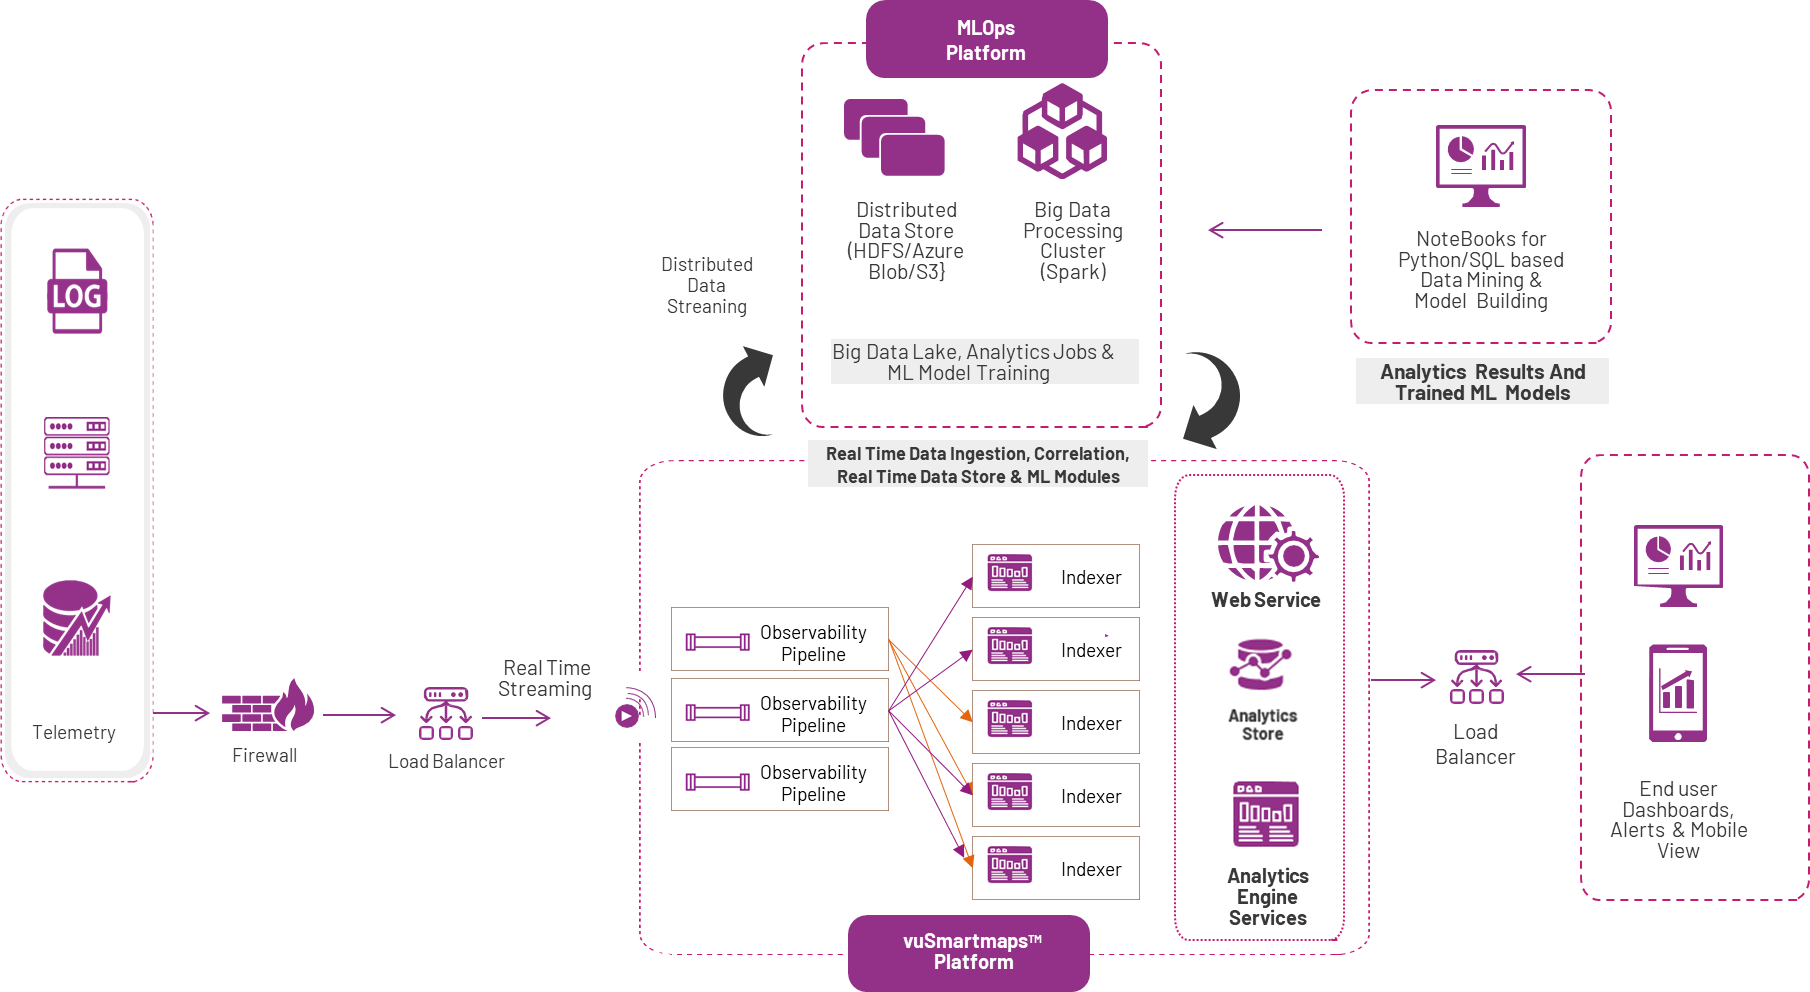 MLOps
Platform
Distributed
Data Store
(HDFS/Azure
Blob/S3}
Big Data
Processing
Cluster
(Spark)
Big Data Lake, Analytics Jobs &
ML Model Training
NoteBooks for
Python/SQL based
Data Mining &
Model Building
Analytics Results And
Trained ML Models
Distributed
Data
Streaning
LOG
Telemetry
Firewall
Load Balancer
Real Time
Streaming
Real Time Data Ingestion, Correlation,
Real Time Data Store & ML Modules
Observability
Pipeline
Observability
Pipeline
Observability
Pipeline
Indexer
Indexer
Indexer
Indexer
Indexer
Web Service
Analytics
Store
Analytics
Engine
Services
vuSmartmaps™
Platform
Load
Balancer
End user
Dashboards,
Alerts & Mobile
View